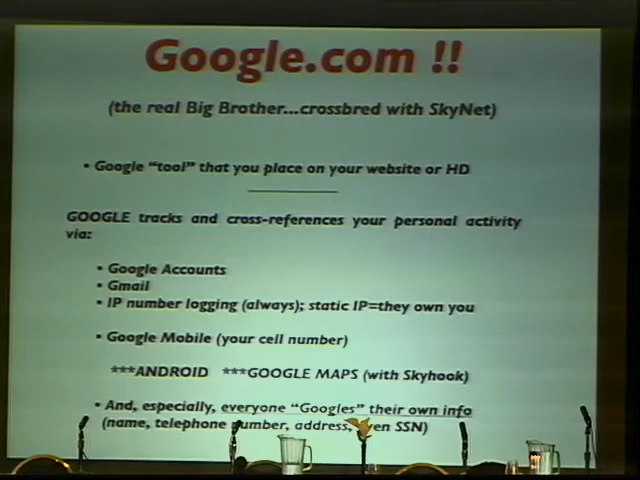 Google.com !!
(the real Big Brother...crossbred with SkyNet)
• Google "tool" that you place on your website or HD
GOOGLE tracks and cross-references your personal activity
via:
• Google Accounts
• Gmail
• IP number logging (always); static IP=they own you
• Google Mobile (your cell number)
***ANDROID ***GOOGLE MAPS (with Skyhook)
• And, especially, everyone "Googles" their own info
(name, telephone number, address, even SSN)